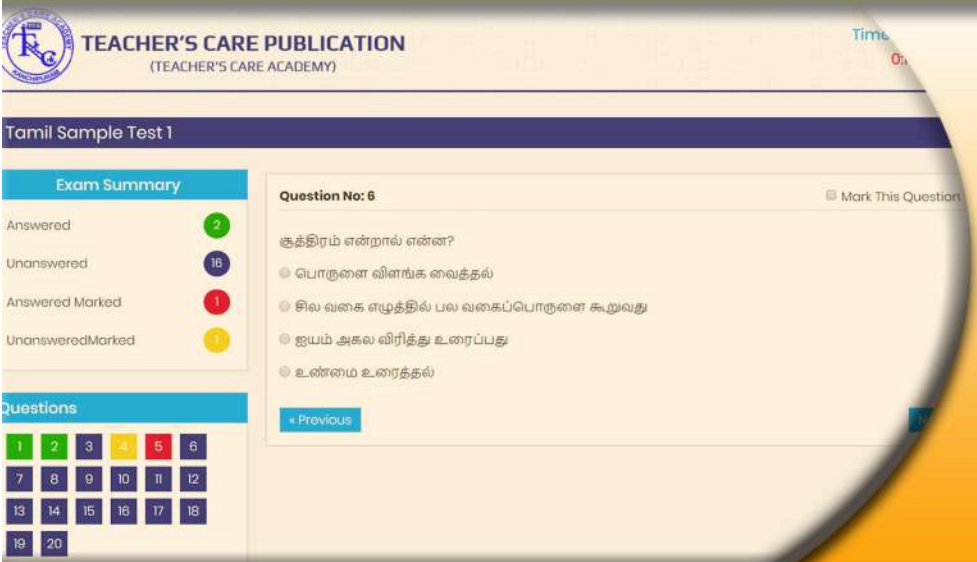 TEACHER'S CARE PUBLICATION
(TEACHER'S CARE ACADEMY)
Tamil Sample Test 1
Exam Summary
Answered 2
Unanswered 16
Answered Marked 1
UnansweredMarked 1
Questions
1 2 3 4 5 6
7 8 9 10 11 12
13 14 15 16 17 18
19 20
Question No: 6
Mark This Question
சூத்திரம் என்றால் என்ன?
பொருளை விளங்க வைத்தல்
சில வகை எழுத்தில் பல வகைப்பொருளை கூறுவது
ஐயம் அகல விரித்து உரைப்பது
உண்மை உரைத்தல்
« Previous